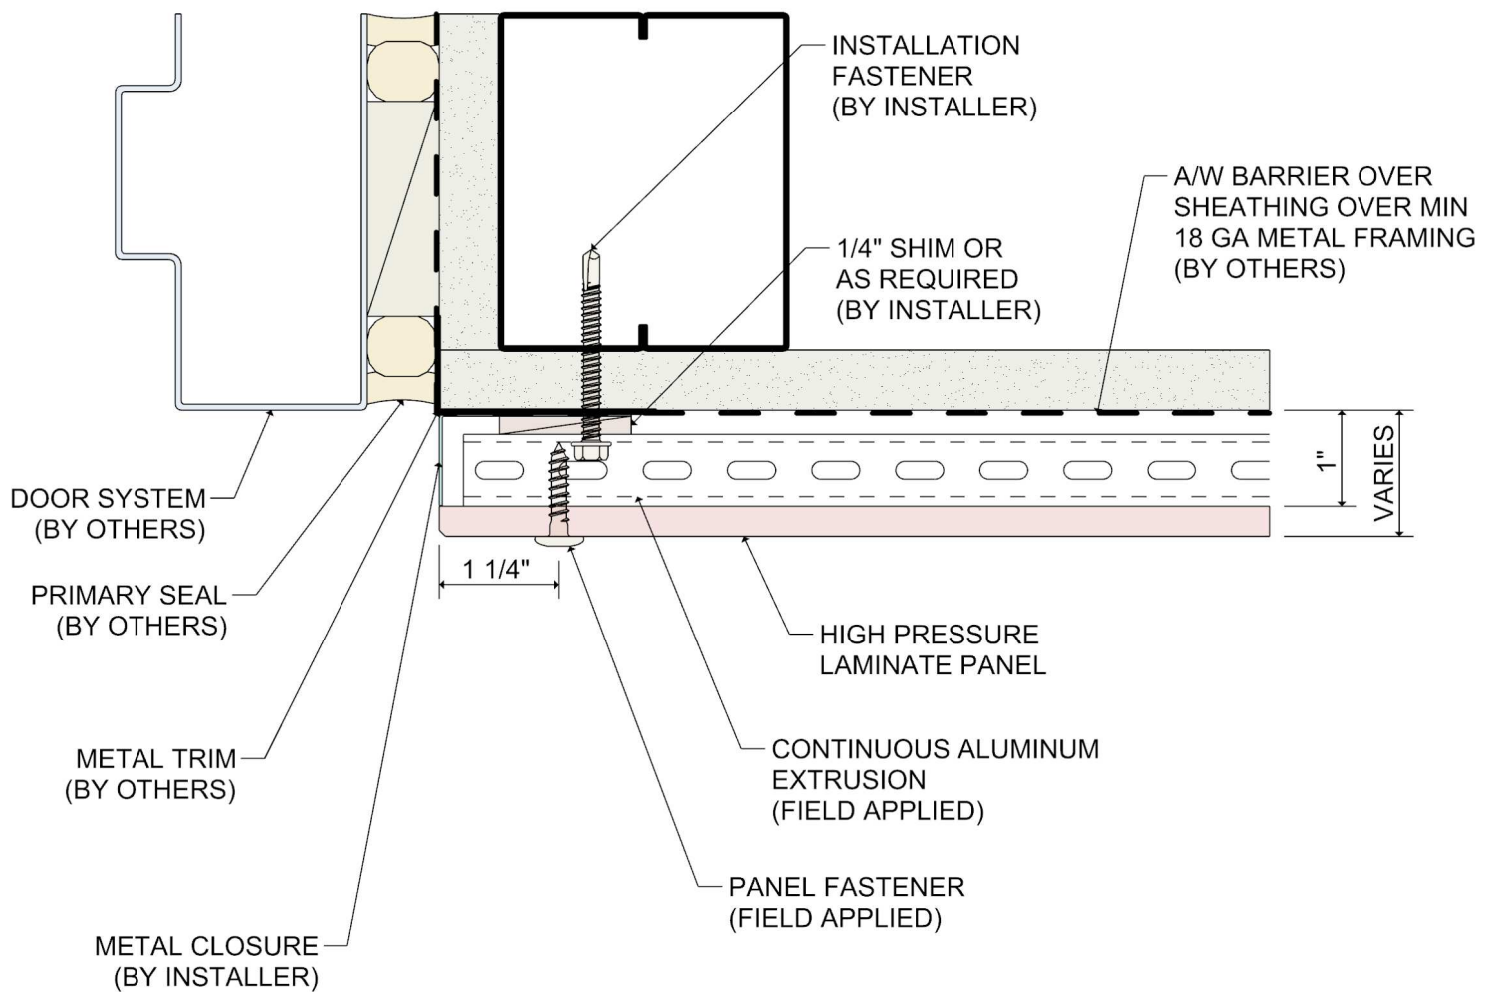 INSTALLATION
FASTENER
(BY INSTALLER)
A/W BARRIER OVER
SHEATHING OVER MIN
18 GA METAL FRAMING
(BY OTHERS)
1/4" SHIM OR
AS REQUIRED
(BY INSTALLER)
1"
VARIES
DOOR SYSTEM
(BY OTHERS)
1 1/4"
PRIMARY SEAL
(BY OTHERS)
HIGH PRESSURE
LAMINATE PANEL
METAL TRIM
(BY OTHERS)
CONTINUOUS ALUMINUM
EXTRUSION
(FIELD APPLIED)
PANEL FASTENER
(FIELD APPLIED)
METAL CLOSURE
(BY INSTALLER)